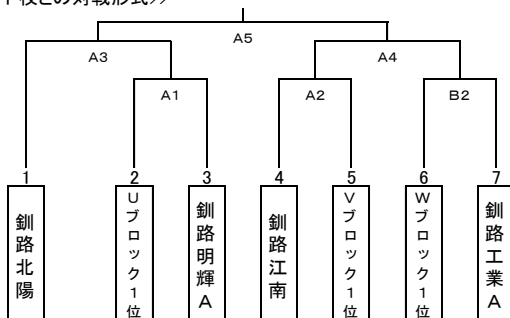 下校との対戦形式>>
A5
A3
A4
A1
A2
B2
1
2
3
4
5
6
7
釧路北陽
Uブロック1位
釧路明輝A
釧路江南
Vブロック1位
Wブロック1位
釧路工業A